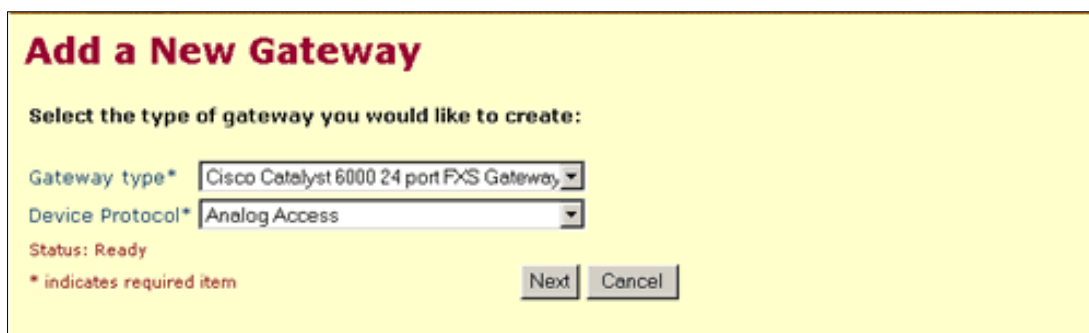 Add a New Gateway
Select the type of gateway you would like to create:
Gateway type* Cisco Catalyst 6000 24 port FXS Gateway
Device Protocol* Analog Access
Status: Ready
* indicates required item Next Cancel